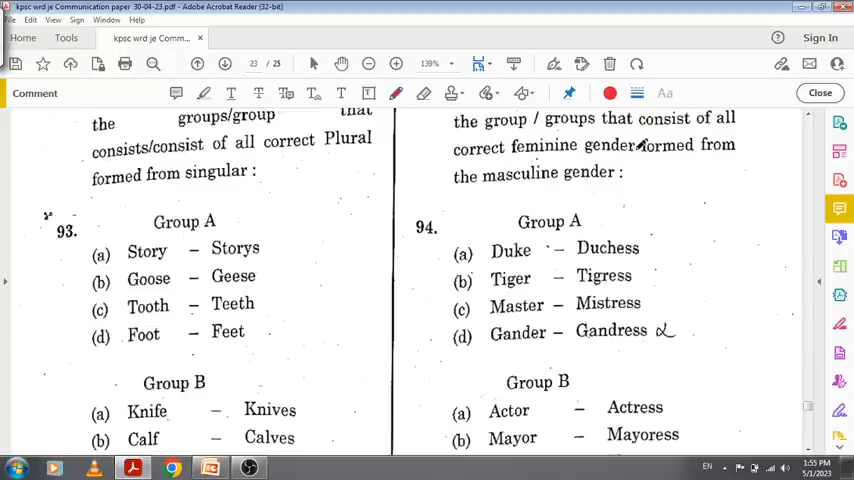 kpsc wrd je Communication paper 30-04-23.pdf - Adobe Acrobat Reader (32-bit)
File Edit View Sign Window Help
Home Tools kpsc wrd je Comm... × Sign In
23 / 25 139%
Comment Close
the groups/group that
consists/consist of all correct Plural
formed from singular :
93. Group A
(a) Story – Storys
(b) Goose – Geese
(c) Tooth – Teeth
(d) Foot – Feet
Group B
(a) Knife – Knives
(b) Calf – Calves
the group / groups that consist of all
correct feminine gender formed from
the masculine gender :
94. Group A
(a) Duke – Duchess
(b) Tiger – Tigress
(c) Master – Mistress
(d) Gander – Gandress
Group B
(a) Actor – Actress
(b) Mayor – Mayoress
EN
1:55 PM
5/1/2023